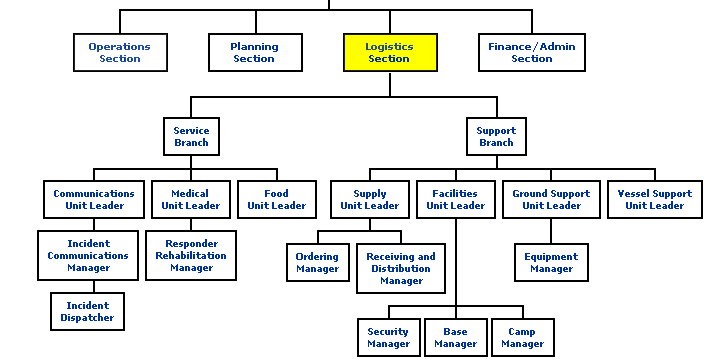 Operations
Section
Planning
Section
Logistics
Section
Finance/Admin
Section
Service
Branch
Support
Branch
Communications
Unit Leader
Medical
Unit Leader
Food
Unit Leader
Supply
Unit Leader
Facilities
Unit Leader
Ground Support
Unit Leader
Vessel Support
Unit Leader
Incident
Communications
Manager
Responder
Rehabilitation
Manager
Ordering
Manager
Receiving and
Distribution
Manager
Equipment
Manager
Incident
Dispatcher
Security
Manager
Base
Manager
Camp
Manager